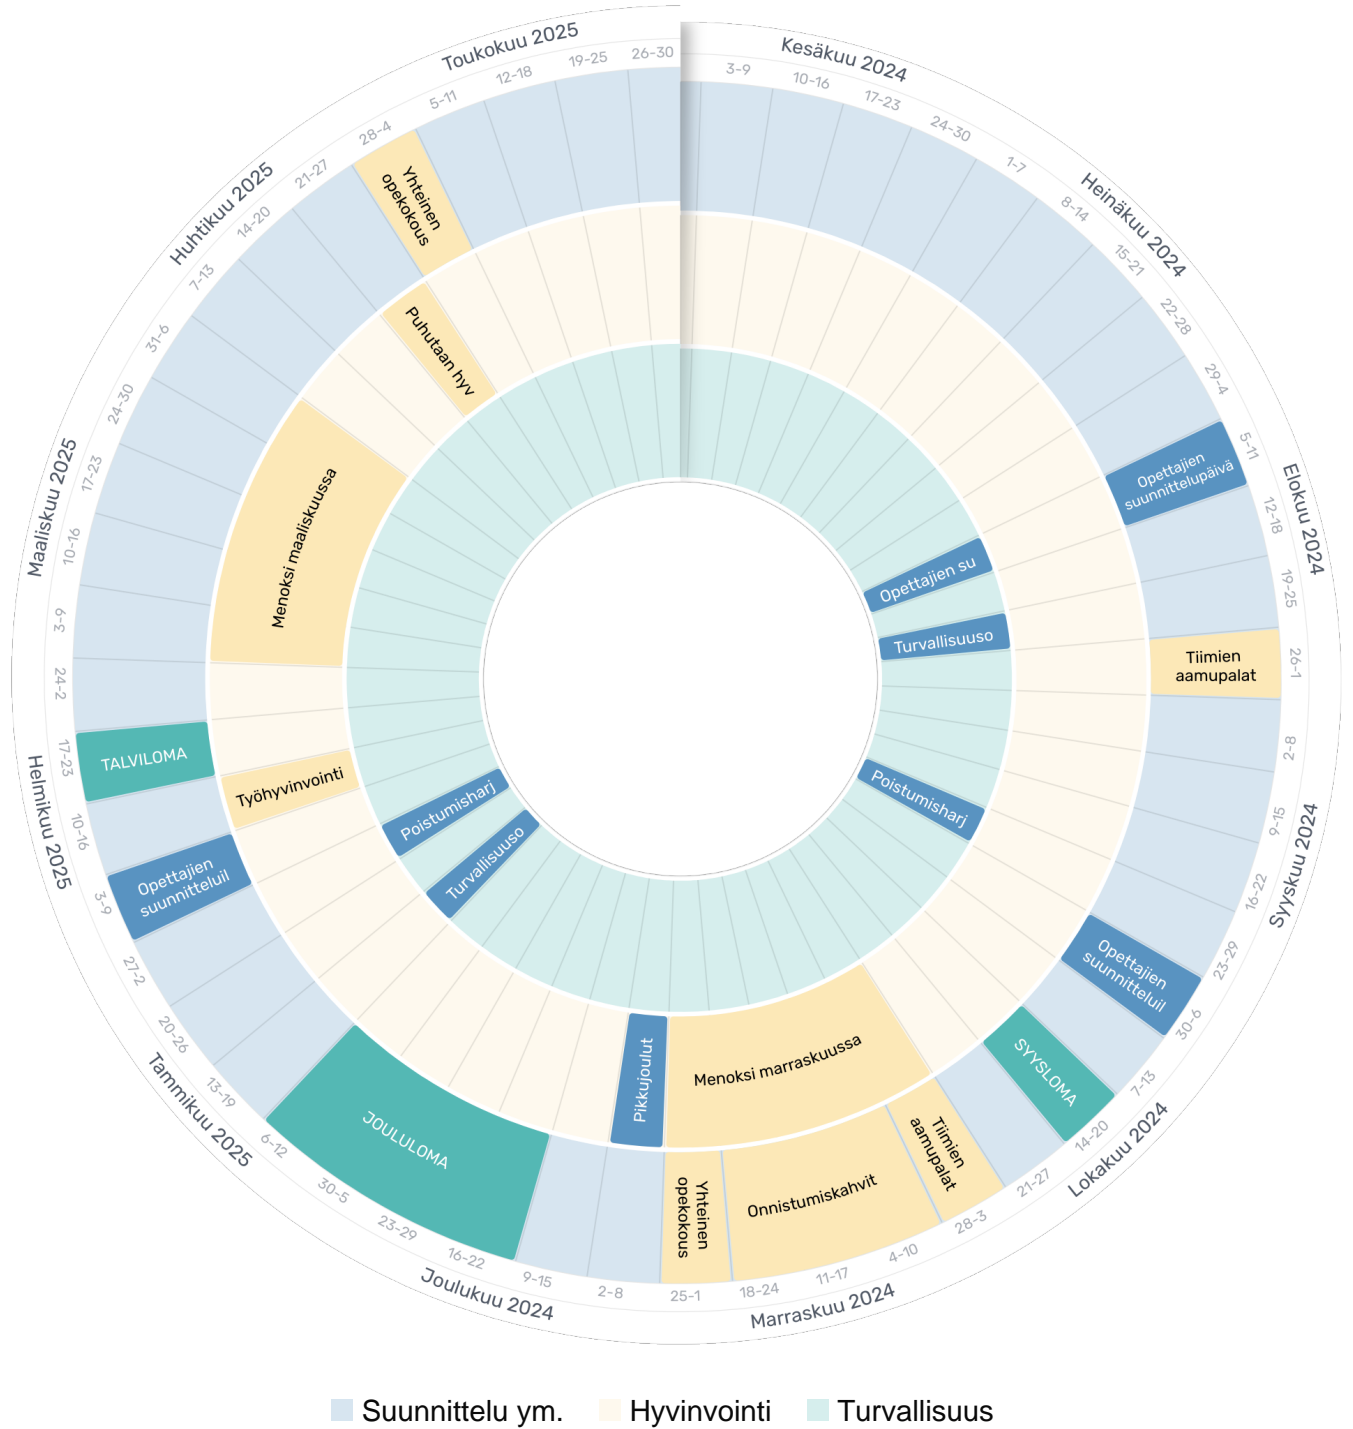 Kesäkuu 2024
Heinäkuu 2024
Elokuu 2024
Syyskuu 2024
Lokakuu 2024
Marraskuu 2024
Joulukuu 2024
Tammikuu 2025
Helmikuu 2025
Maaliskuu 2025
Huhtikuu 2025
Toukokuu 2025
3-9
10-16
17-23
24-30
1-7
8-14
15-21
22-28
29-4
5-11
12-18
19-25
26-1
2-8
9-15
16-22
23-29
30-6
7-13
14-20
21-27
28-3
4-10
11-17
18-24
25-1
2-8
9-15
16-22
23-29
30-5
6-12
13-19
20-26
27-2
3-9
10-16
17-23
24-2
3-9
10-16
17-23
24-30
31-6
7-13
14-20
21-27
28-4
5-11
12-18
19-25
26-30
Opettajien
suunnittelupäivä
Tiimien
aamupalat
Opettajien
suunnitteluil
SYYSLOMA
Tiimien
aamupalat
Onnistumiskahvit
Yhteinen
opekokous
JOULULOMA
Opettajien
suunnitteluil
TALVILOMA
Yhteinen
opekokous
Menoksi marraskuussa
Pikkujoulut
Työhyvinvointi
Menoksi maaliskuussa
Puhutaan hyv
Opettajien su
Turvallisuuso
Poistumisharj
Turvallisuuso
Poistumisharj
Suunnittelu ym.
Hyvinvointi
Turvallisuus